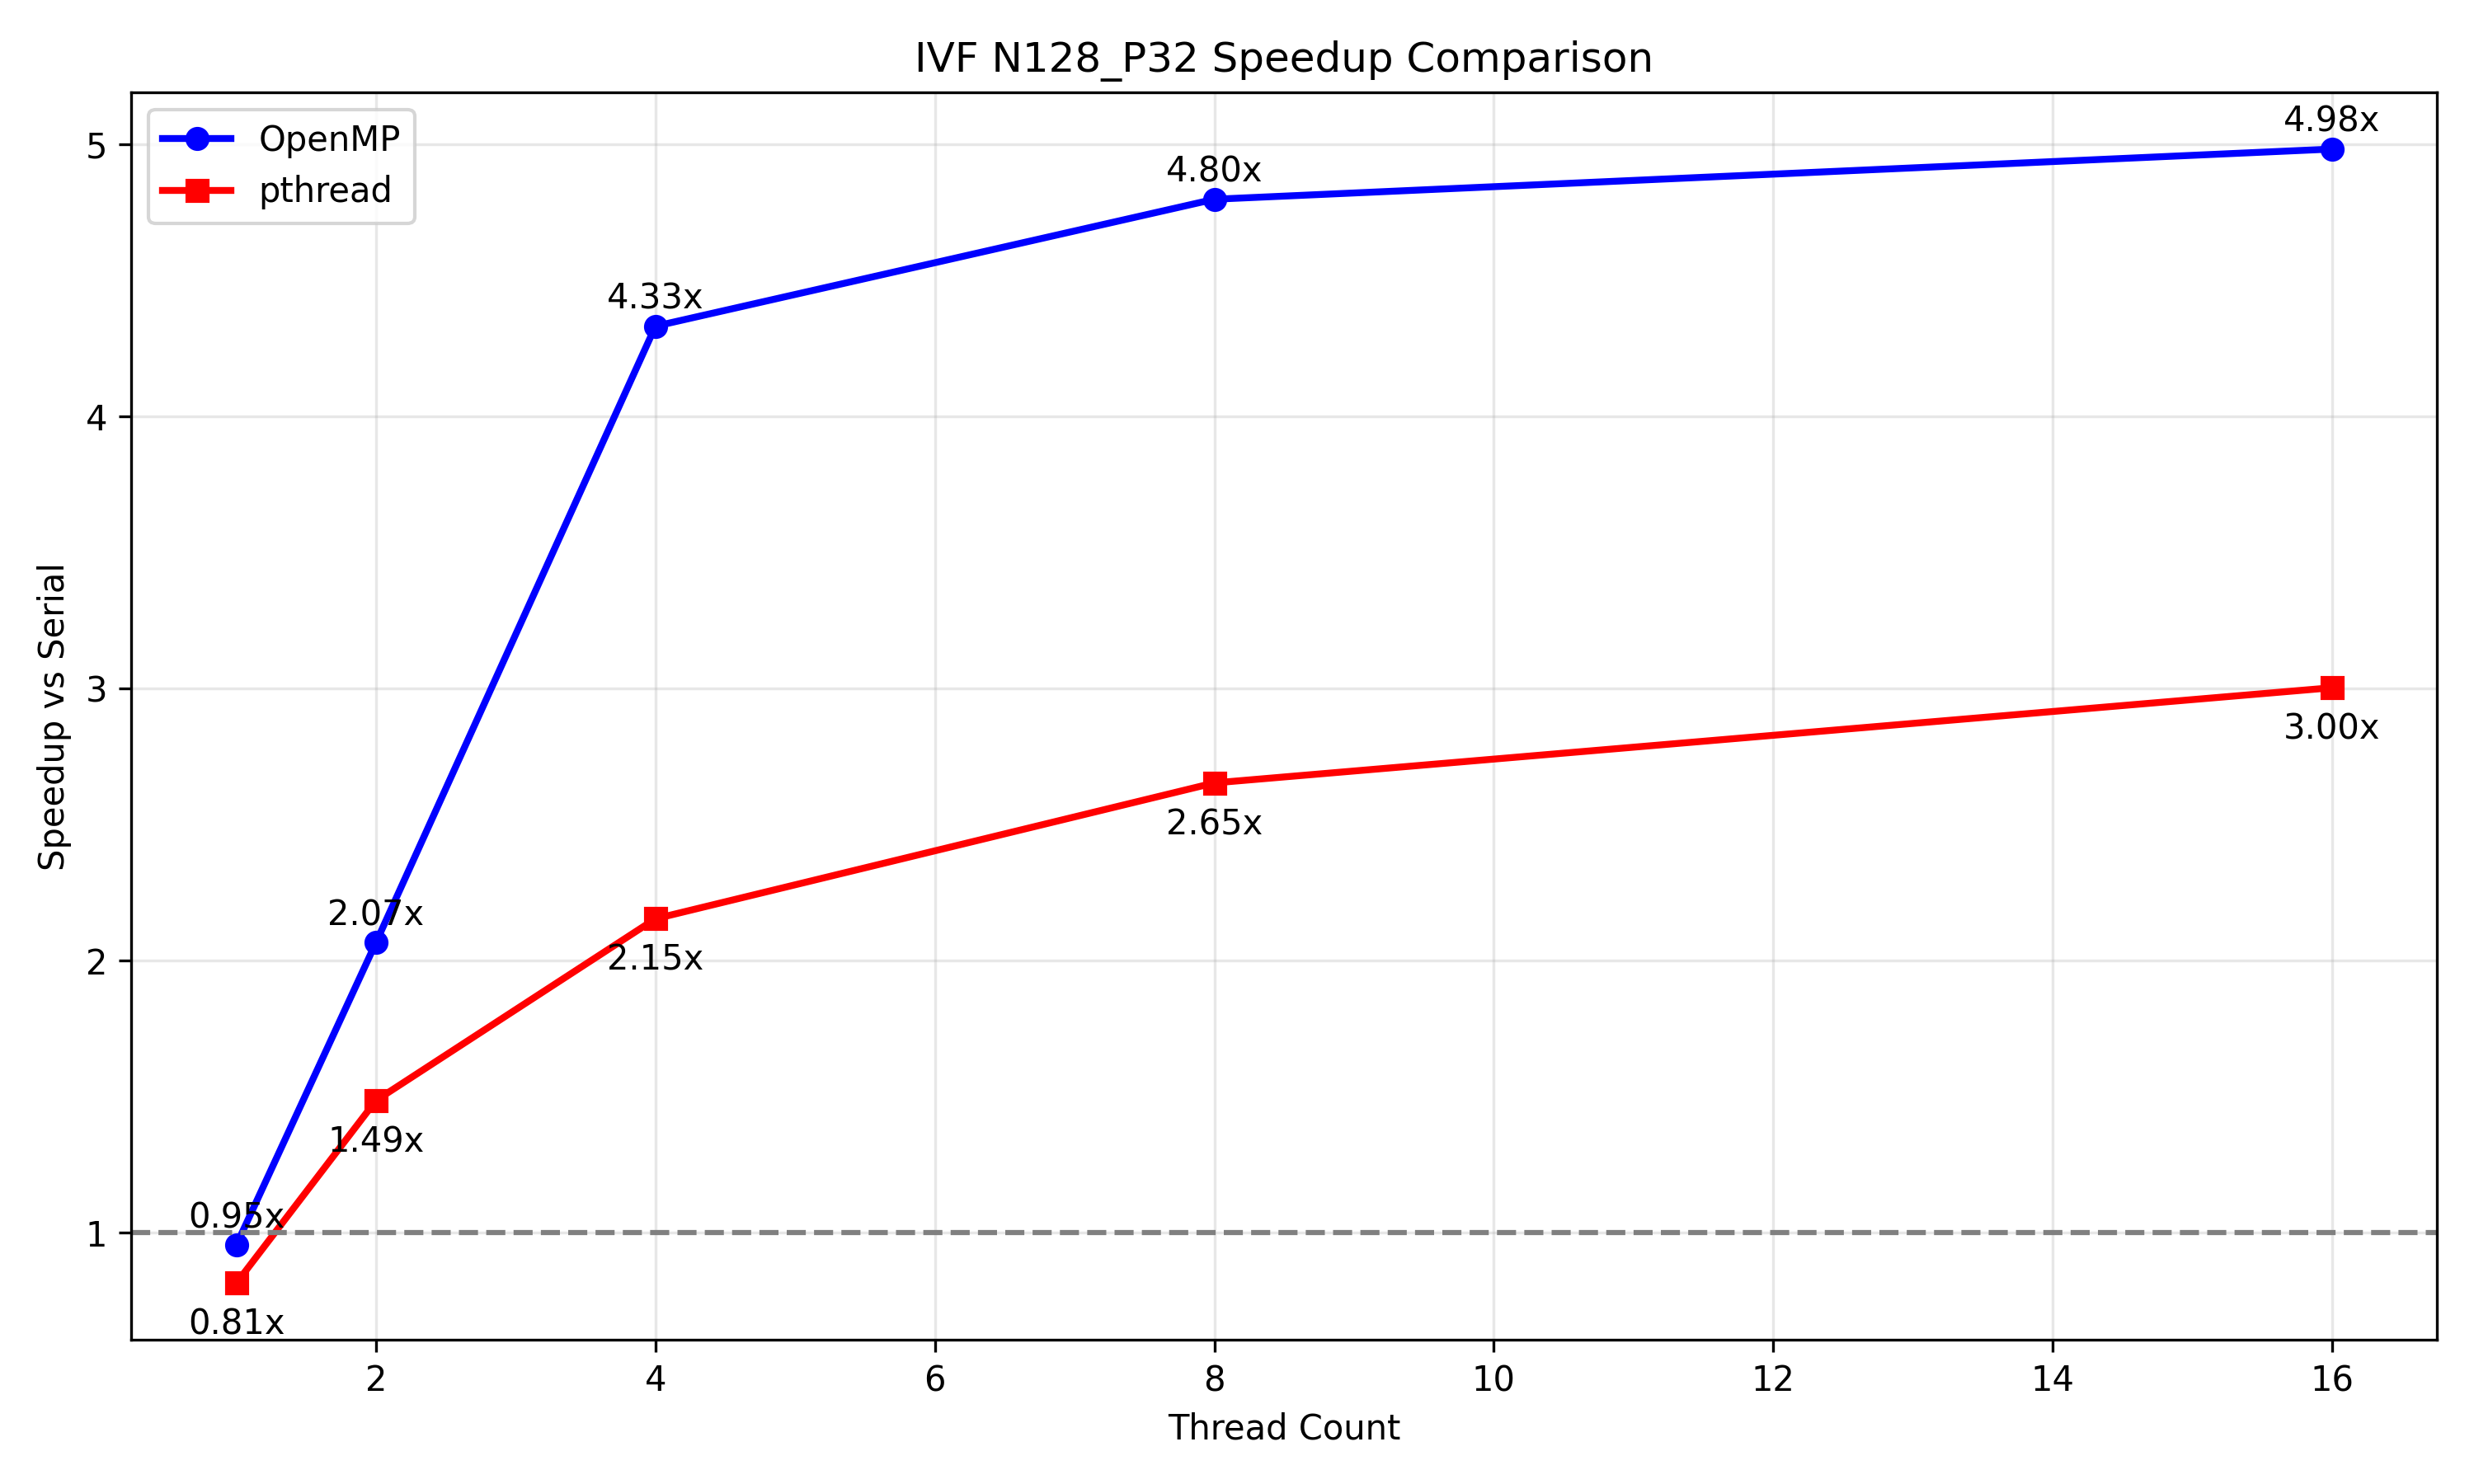 IVF N128_P32 Speedup Comparison
OpenMP
pthread
Speedup vs Serial
5
4
3
2
1
0.95x
2.07x
4.33x
4.80x
4.98x
0.81x
1.49x
2.15x
2.65x
3.00x
2
4
6
8
10
12
14
16
Thread Count